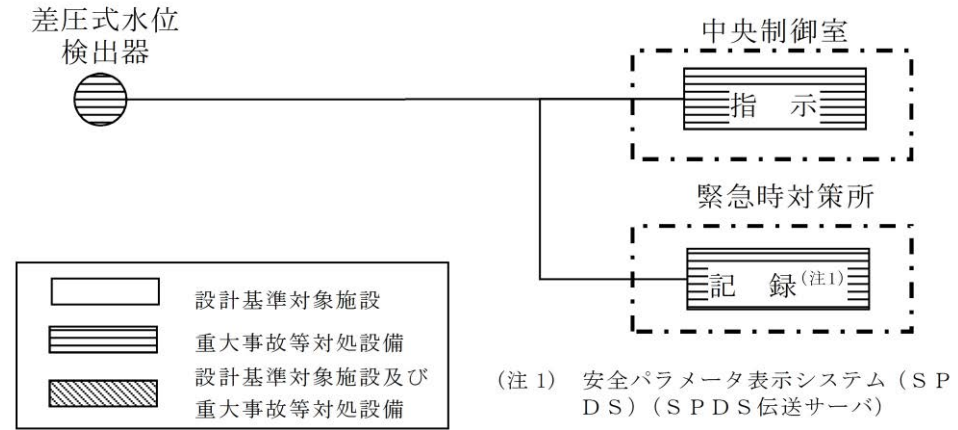 差圧式水位
検出器
中央制御室
指　示
緊急時対策所
記　録(注1)
設計基準対象施設
重大事故等対処設備
設計基準対象施設及び
重大事故等対処設備
(注 1)　安全パラメータ表示システム（ＳＰ
ＤＳ）（ＳＰＤＳ伝送サーバ）